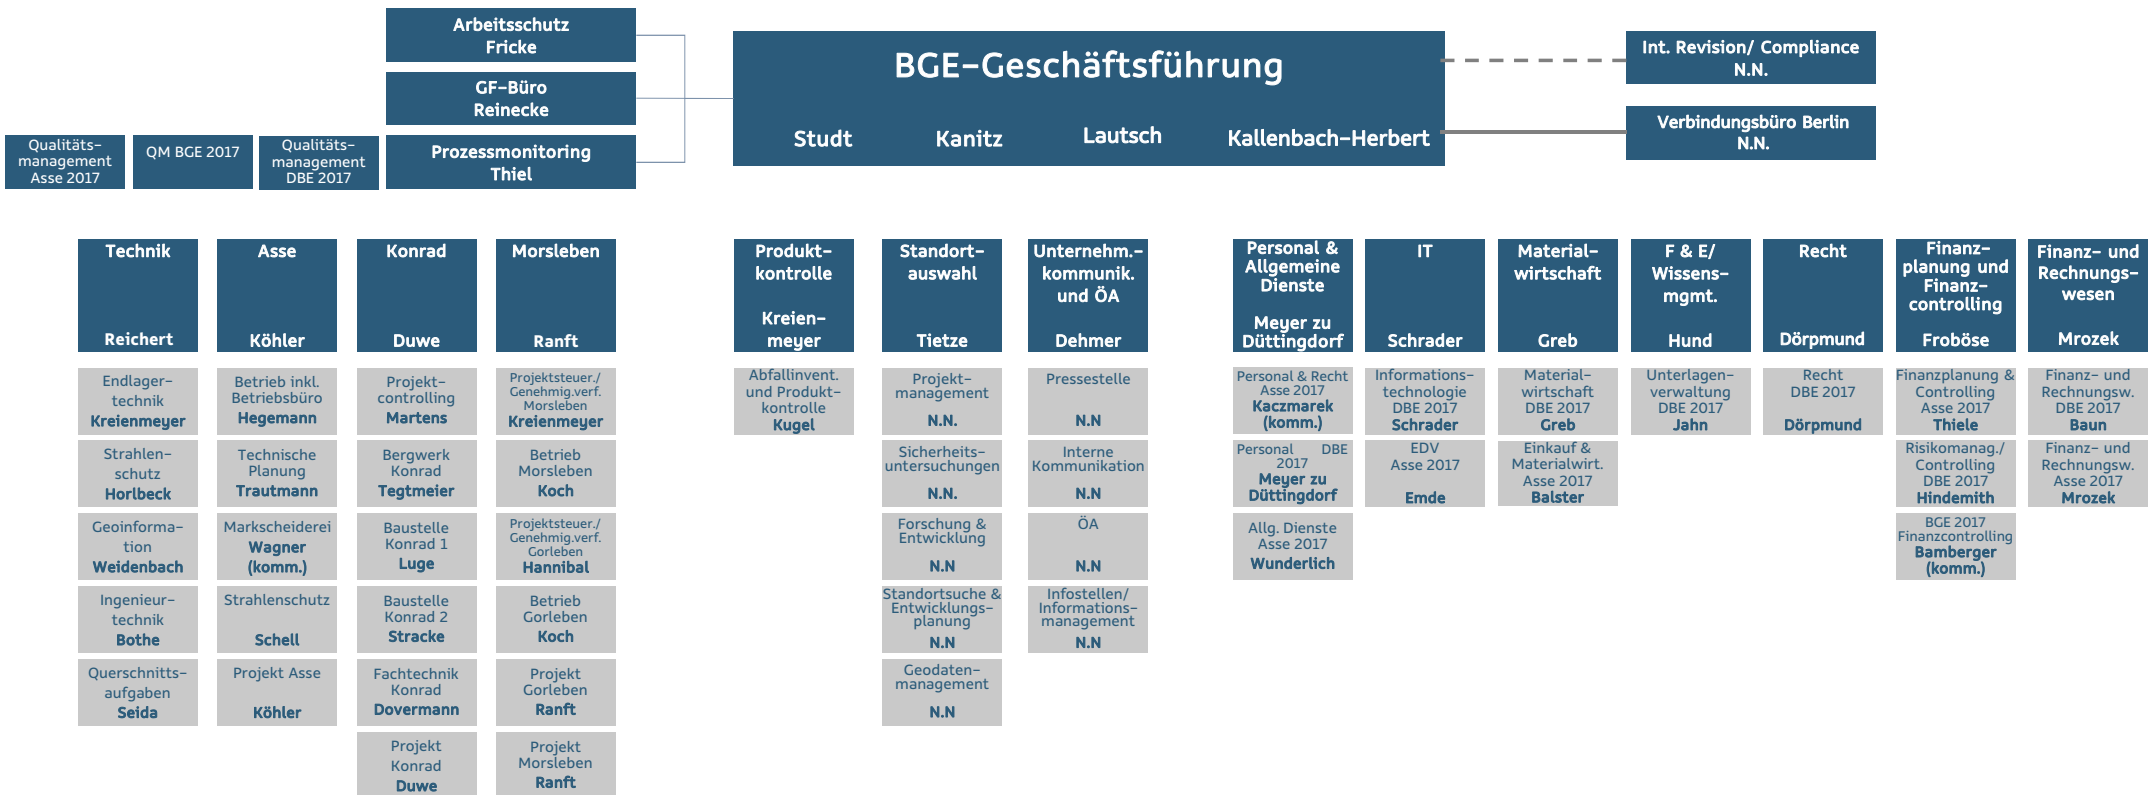 Arbeitsschutz
Fricke
GF-Büro
Reinecke
Prozessmonitoring
Thiel
Qualitäts-
management
Asse 2017
QM BGE 2017
Qualitäts-
management
DBE 2017
BGE-Geschäftsführung
Studt Kanitz Lautsch Kallenbach-Herbert
Int. Revision/ Compliance
N.N.
Verbindungsbüro Berlin
N.N.
Technik
Reichert
Endlager-
technik
Kreienmeyer
Strahlen-
schutz
Horlbeck
Geoinforma-
tion
Weidenbach
Ingenieur-
technik
Bothe
Querschnitts-
aufgaben
Seida
Asse
Köhler
Betrieb inkl.
Betriebsbüro
Hegemann
Technische
Planung
Trautmann
Markscheiderei
Wagner
(komm.)
Strahlenschutz
Schell
Projekt Asse
Köhler
Konrad
Duwe
Projekt-
controlling
Martens
Bergwerk
Konrad
Tegtmeier
Baustelle
Konrad 1
Luge
Baustelle
Konrad 2
Stracke
Fachtechnik
Konrad
Dovermann
Projekt
Konrad
Duwe
Morsleben
Ranft
Projektsteuer./
Genehmig.verf.
Morsleben
Kreienmeyer
Betrieb
Morsleben
Koch
Projektsteuer./
Genehmig.verf.
Gorleben
Hannibal
Betrieb
Gorleben
Koch
Projekt
Gorleben
Ranft
Projekt
Morsleben
Ranft
Produkt-
kontrolle
Kreien-
meyer
Abfallinvent.
und Produkt-
kontrolle
Kugel
Standort-
auswahl
Tietze
Projekt-
management
N.N.
Sicherheits-
untersuchungen
N.N.
Forschung &
Entwicklung
N.N
Standortsuche &
Entwicklungs-
planung
N.N
Geodaten-
management
N.N
Unternehm.-
kommunik.
und ÖA
Dehmer
Pressestelle
N.N
Interne
Kommunikation
N.N
ÖA
N.N
Infostellen/
Informations-
management
N.N
Personal &
Allgemeine
Dienste
Meyer zu
Düttingdorf
Personal & Recht
Asse 2017
Kaczmarek
(komm.)
Personal DBE
2017
Meyer zu
Düttingdorf
Allg. Dienste
Asse 2017
Wunderlich
IT
Schrader
Informations-
technologie
DBE 2017
Schrader
EDV
Asse 2017
Emde
Material-
wirtschaft
Greb
Material-
wirtschaft
DBE 2017
Greb
Einkauf &
Materialwirt.
Asse 2017
Balster
F & E/
Wissens-
mgmt.
Hund
Unterlagen-
verwaltung
DBE 2017
Jahn
Recht
Dörpmund
Recht
DBE 2017
Dörpmund
Finanz-
planung und
Finanz-
controlling
Froböse
Finanzplanung &
Controlling
Asse 2017
Thiele
Risikomanag./
Controlling
DBE 2017
Hindemith
BGE 2017
Finanzcontrolling
Bamberger
(komm.)
Finanz- und
Rechnungs-
wesen
Mrozek
Finanz- und
Rechnungsw.
DBE 2017
Baun
Finanz- und
Rechnungsw.
Asse 2017
Mrozek